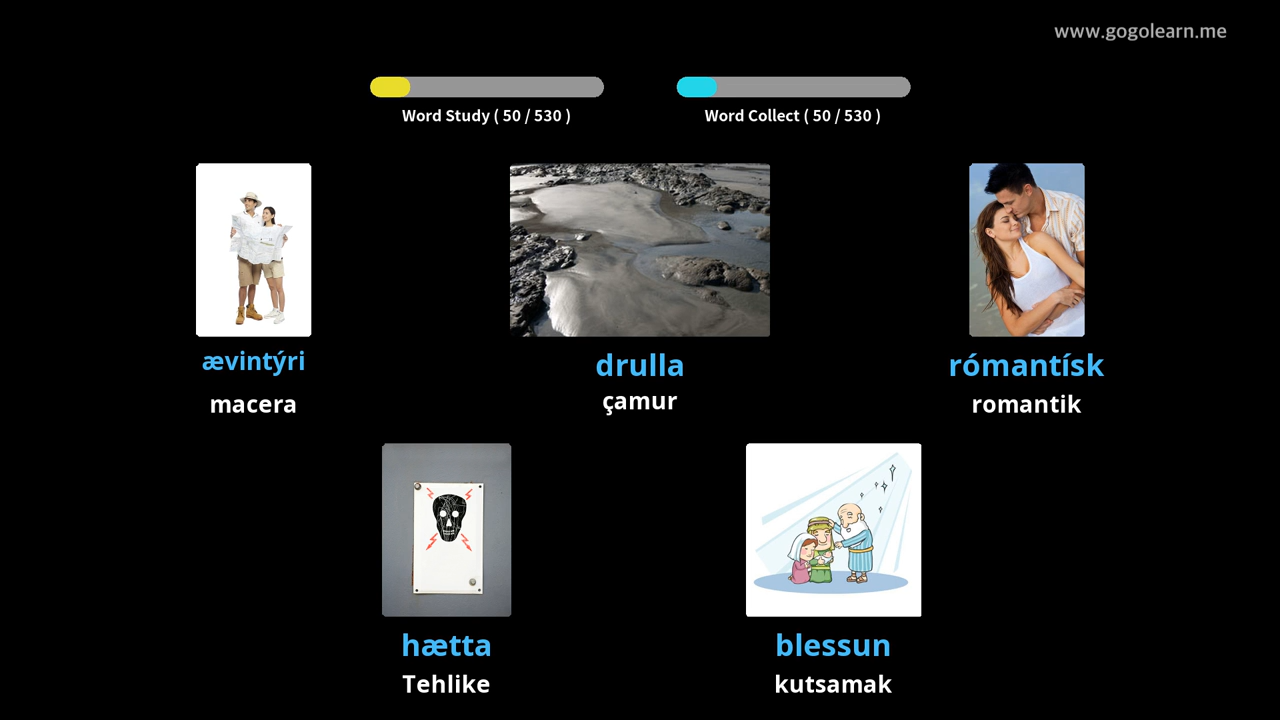 www.gogolearn.me
Word Study ( 50 / 530 )
Word Collect ( 50 / 530 )
ævintýri
macera
drulla
çamur
rómantísk
romantik
hætta
Tehlike
blessun
kutsamak